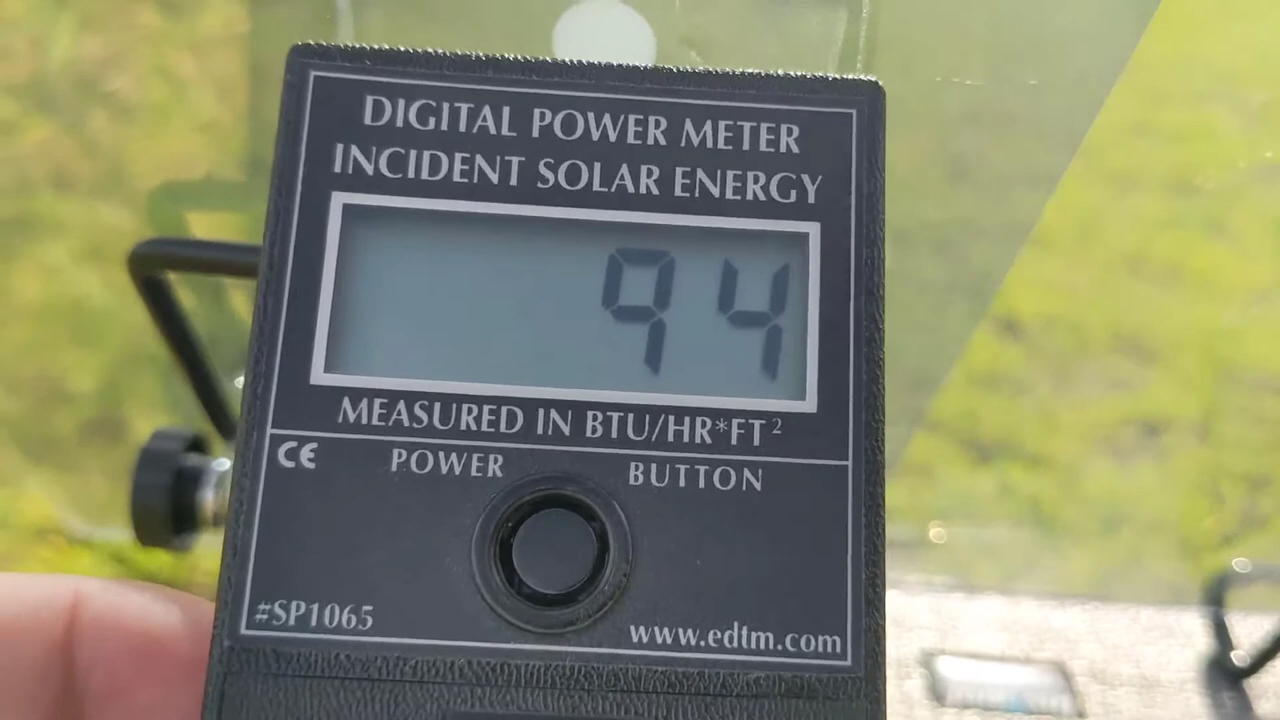 DIGITAL POWER METER
INCIDENT SOLAR ENERGY
94
MEASURED IN BTU/HR*FT²
CE POWER BUTTON
#SP1065 www.edtm.com